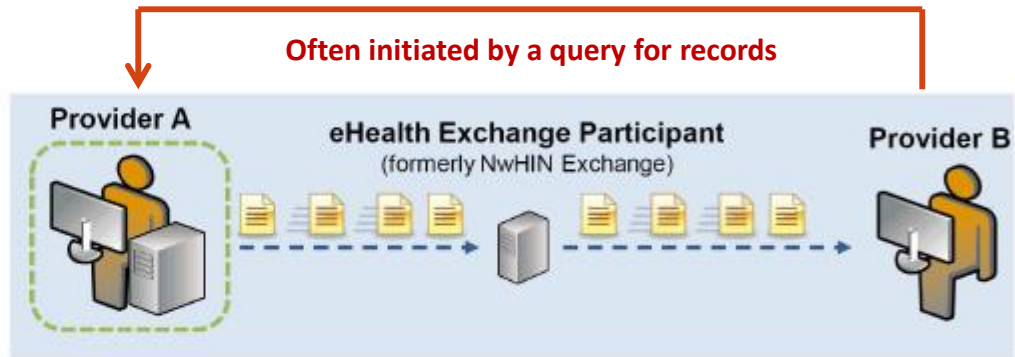 Often initiated by a query for records
Provider A
eHealth Exchange Participant
(formerly NwHIN Exchange)
Provider B